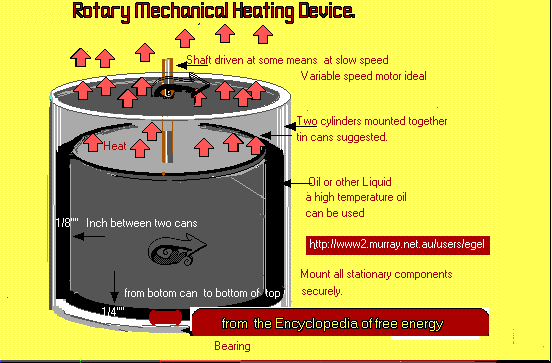 Rotary Mechanical Heating Device.
Shaft driven at some means at slow speed
Variable speed motor ideal
Two cylinders mounted together
tin cans suggested.
Heat
Oil or other Liquid
a high temperature oil
can be used
1/8"" Inch between two cans
http://www2.murray.net.au/users/egel
Mount all stationary components
securely.
from botom can to bottom of top
1/4""
from the Encyclopedia of free energy
Bearing